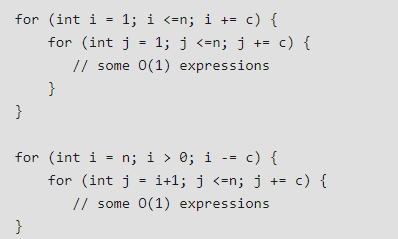 for (int i = 1; i <=n; i += c) {
    for (int j = 1; j <=n; j += c) {
       // some O(1) expressions
    }
}

for (int i = n; i > 0; i -= c) {
    for (int j = i+1; j <=n; j += c) {
       // some O(1) expressions
}